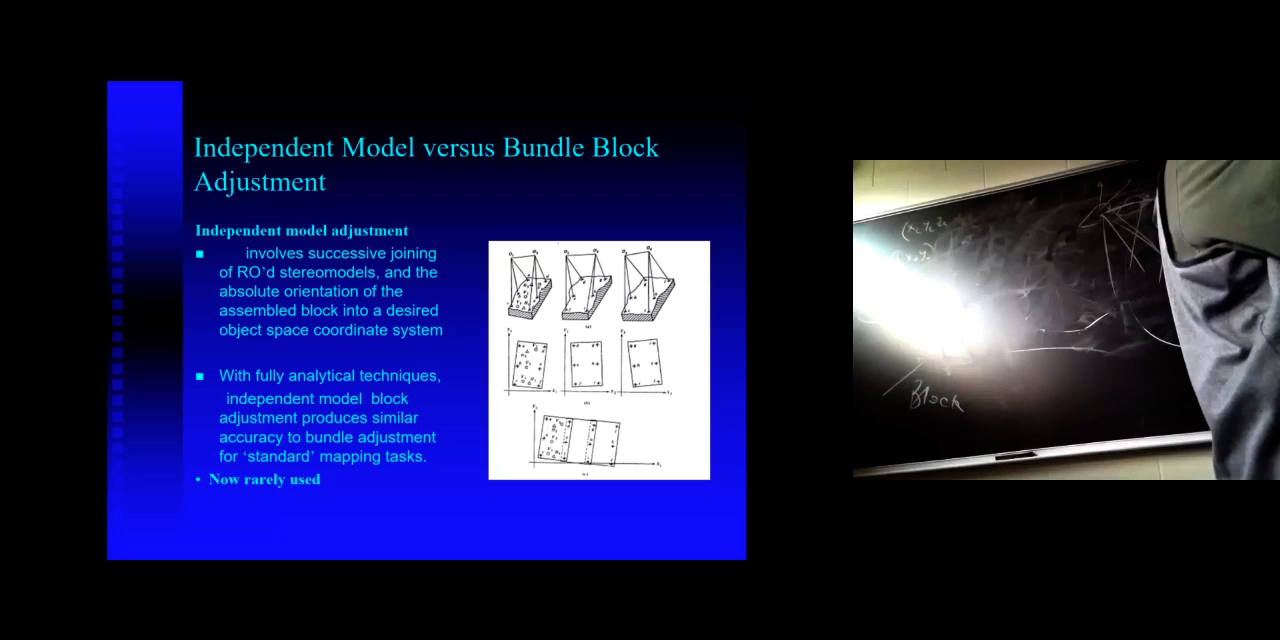 Independent Model versus Bundle Block
Adjustment
Independent model adjustment
involves successive joining
of RO'd stereomodels, and the
absolute orientation of the
assembled block into a desired
object space coordinate system
With fully analytical techniques,
independent model block
adjustment produces similar
accuracy to bundle adjustment
for ‘standard’ mapping tasks.
• Now rarely used
Block